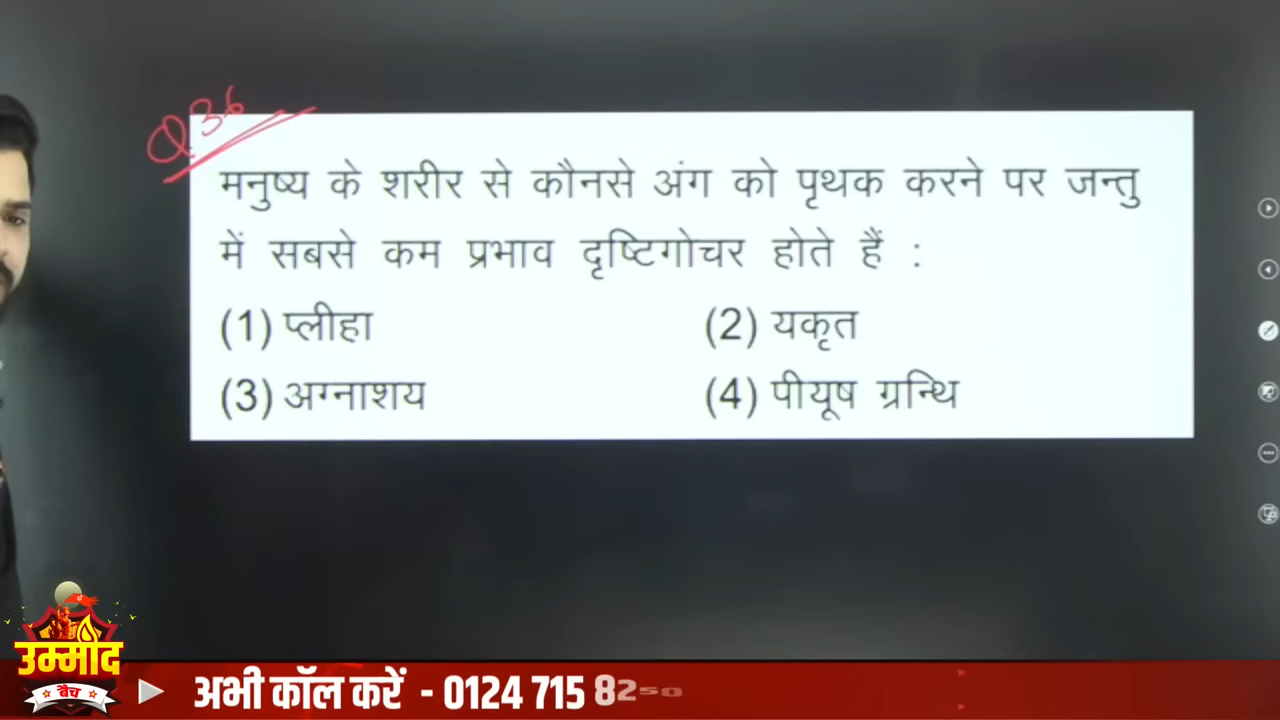 Q.36
मनुष्य के शरीर से कौनसे अंग को पृथक करने पर जन्तु
में सबसे कम प्रभाव दृष्टिगोचर होते हैं :
(1) प्लीहा (2) यकृत
(3) अग्नाशय (4) पीयूष ग्रन्थि
उम्मीद
बैच
अभी कॉल करें - 0124 715 8250